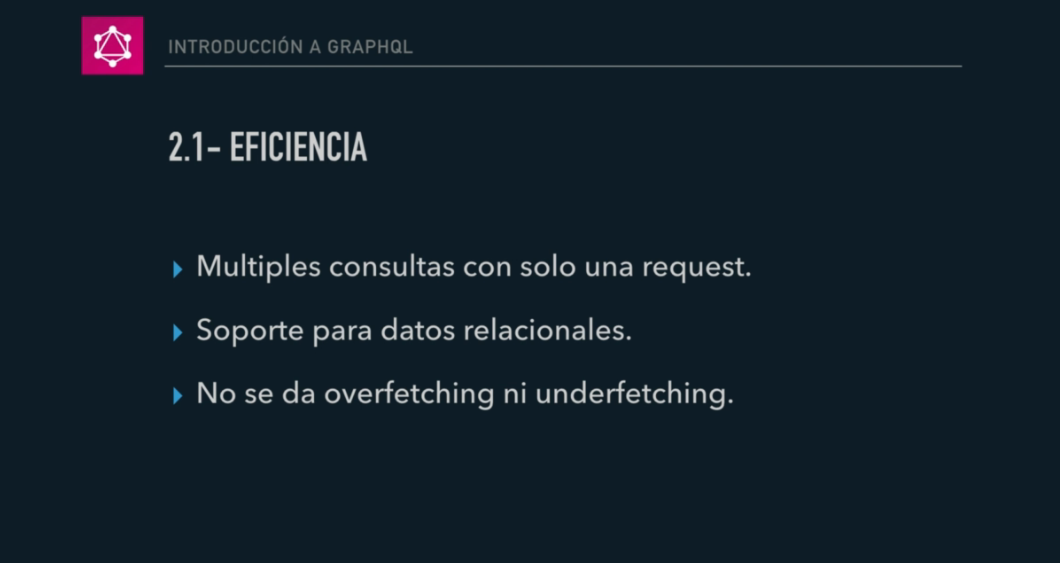 INTRODUCCIÓN A GRAPHQL
2.1- EFICIENCIA
Multiples consultas con solo una request.
Soporte para datos relacionales.
No se da overfetching ni underfetching.